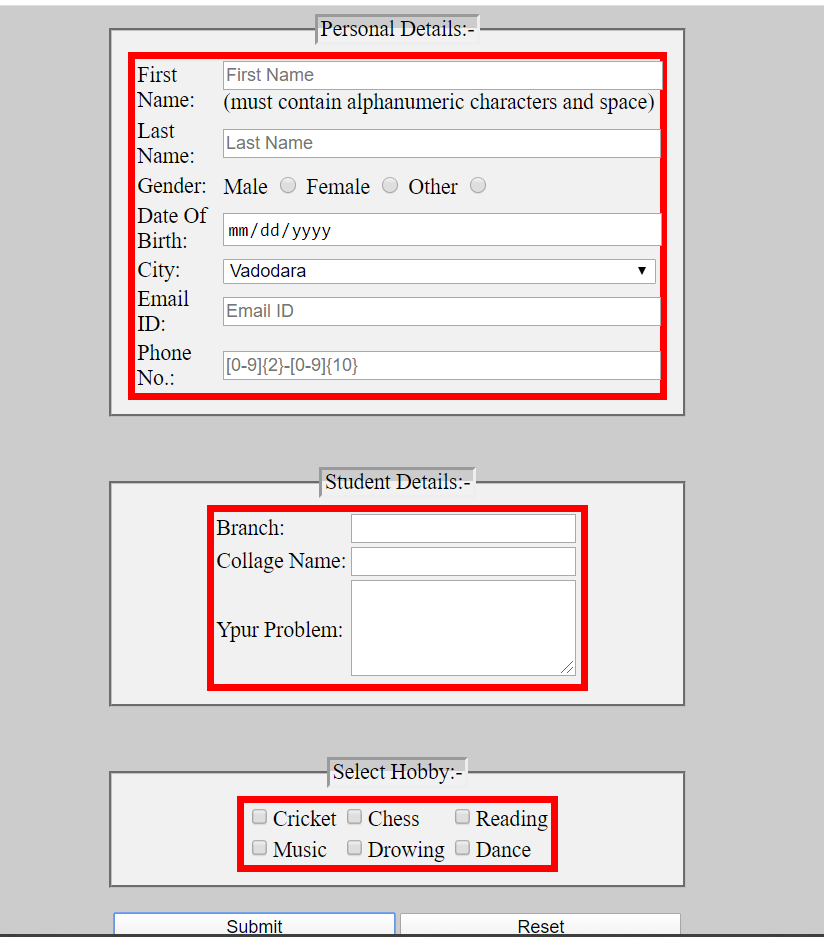 Personal Details:-
First Name: First Name
(must contain alphanumeric characters and space)
Last Name: Last Name
Gender: Male Female Other
Date Of Birth: mm/dd/yyyy
City: Vadodara
Email ID: Email ID
Phone No.: [0-9]{2}-[0-9]{10}
Student Details:-
Branch:
Collage Name:
Ypur Problem:
Select Hobby:-
Cricket Chess Reading
Music Drowing Dance
Submit Reset